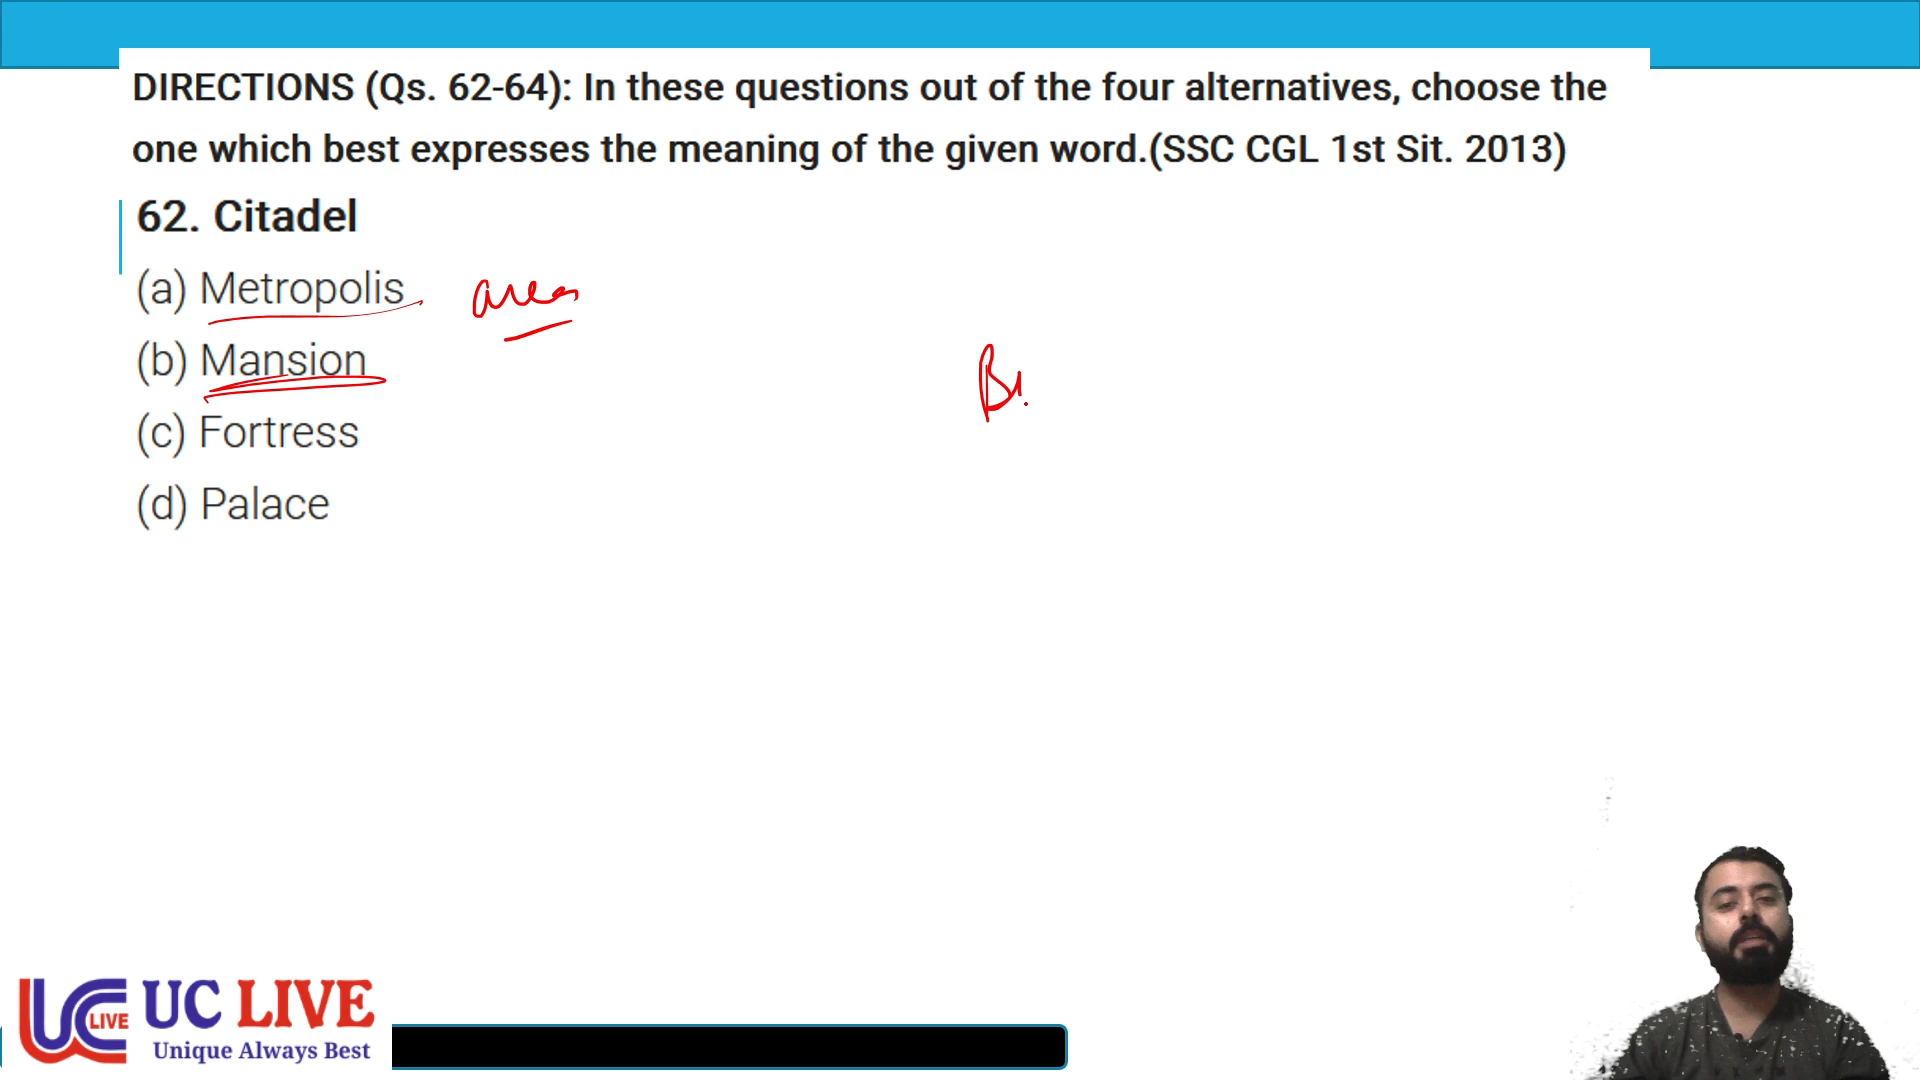 DIRECTIONS (Qs. 62-64): In these questions out of the four alternatives, choose the
one which best expresses the meaning of the given word.(SSC CGL 1st Sit. 2013)
62. Citadel
(a) Metropolis area
(b) Mansion
(c) Fortress
(d) Palace
LIVE UC LIVE
Unique Always Best